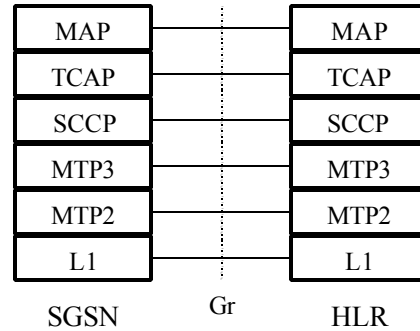 MAP MAP
TCAP TCAP
SCCP SCCP
MTP3 MTP3
MTP2 MTP2
L1 L1
SGSN Gr HLR